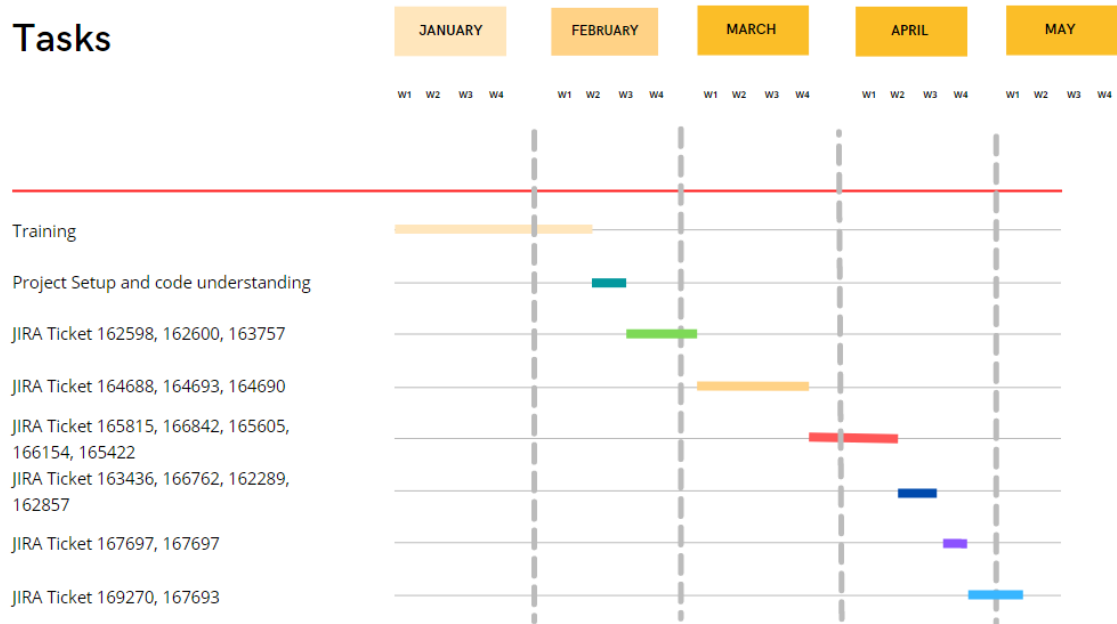 Tasks
JANUARY FEBRUARY MARCH APRIL MAY
W1 W2 W3 W4 W1 W2 W3 W4 W1 W2 W3 W4 W1 W2 W3 W4 W1 W2 W3 W4
Training
Project Setup and code understanding
JIRA Ticket 162598, 162600, 163757
JIRA Ticket 164688, 164693, 164690
JIRA Ticket 165815, 166842, 165605,
166154, 165422
JIRA Ticket 163436, 166762, 162289,
162857
JIRA Ticket 167697, 167697
JIRA Ticket 169270, 167693